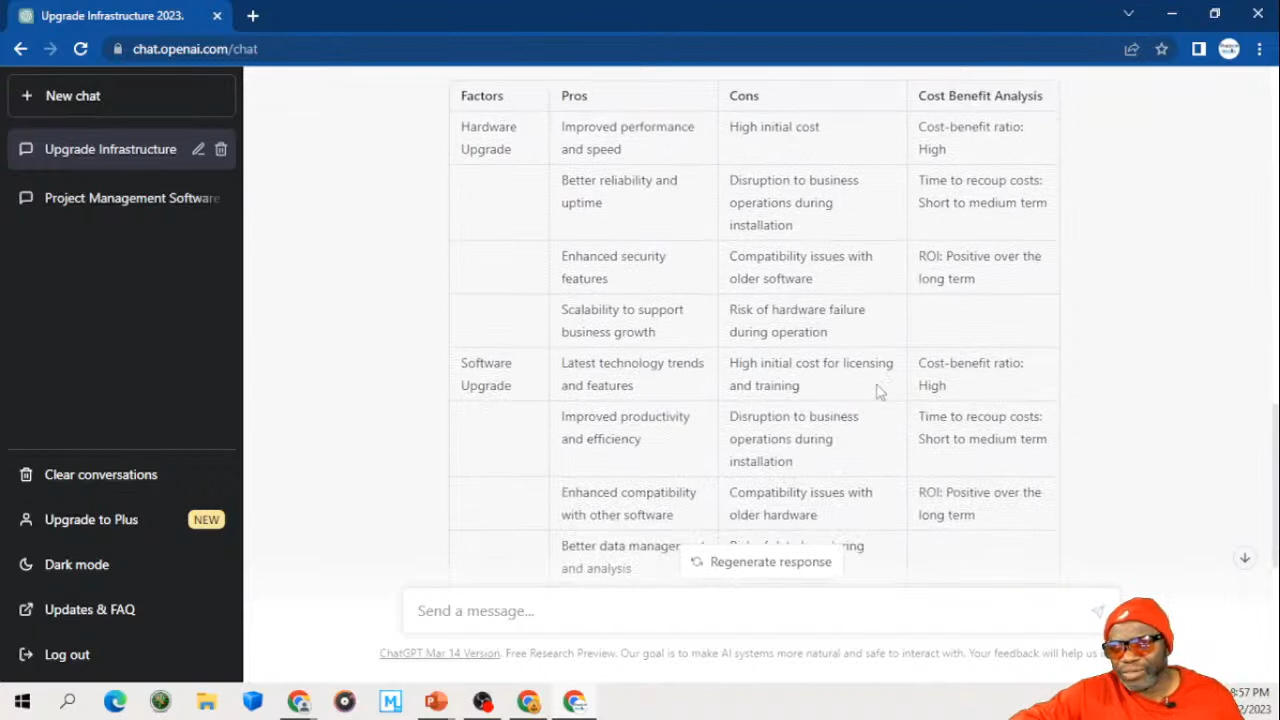 Upgrade Infrastructure 2023.
chat.openai.com/chat
New chat
Upgrade Infrastructure
Project Management Software
Clear conversations
Upgrade to Plus NEW
Dark mode
Updates & FAQ
Log out
Factors Pros Cons Cost Benefit Analysis
Hardware Improved performance High initial cost Cost-benefit ratio:
Upgrade and speed High
Better reliability and Disruption to business Time to recoup costs:
uptime operations during Short to medium term
installation
Enhanced security Compatibility issues with ROI: Positive over the
features older software long term
Scalability to support Risk of hardware failure
business growth during operation
Software Latest technology trends High initial cost for licensing Cost-benefit ratio:
Upgrade and features and training High
Improved productivity Disruption to business Time to recoup costs:
and efficiency operations during Short to medium term
installation
Enhanced compatibility Compatibility issues with ROI: Positive over the
with other software older hardware long term
Better data
and analysis
Regenerate response
Send a message...
ChatGPT Mar 14 Version. Free Research Preview. Our goal is to make AI systems more natural and safe to interact with. Your feedback will help us
8:57 PM
2023